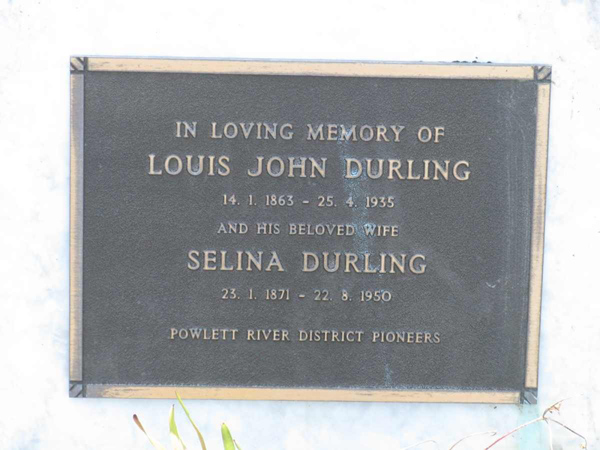 IN LOVING MEMORY OF
LOUIS JOHN DURLING
14. 1. 1863 - 25. 4. 1935
AND HIS BELOVED WIFE
SELINA DURLING
23. 1. 1871 - 22. 8. 1950
POWLETT RIVER DISTRICT PIONEERS